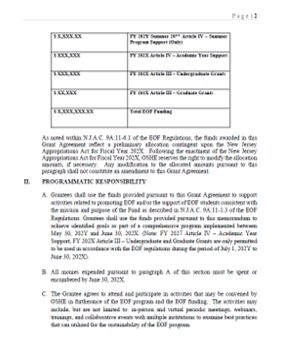 Page | 2
$ X,XXX.XX FY 202X Summer 20** Article IV – Summer
Program Support (Only)
$ XXX,XXX FY 202X Article IV – Academic Year Support
$ XXX,XXX FY 202X Article III – Undergraduate Grants
$ XX,XXX FY 202X Article III – Graduate Grants
$ X,XXX,XXX.XX Total EOF Funding
As noted within N.J.A.C. 9A:11-6.1 of the EOF Regulations, the funds awarded in this
Grant Agreement reflect a preliminary allocation contingent upon the New Jersey
Appropriations Act for Fiscal Year 202X. Following the enactment of the New Jersey
Appropriations Act for Fiscal Year 202X, OSHE reserves the right to modify the allocation
amounts, if necessary. Any modification to the allocated amounts pursuant to this
paragraph shall not constitute an amendment to this Grant Agreement.
II. PROGRAMMATIC RESPONSIBILITY
A. Grantees shall use the funds provided pursuant to this Grant Agreement to support
activities related to promoting EOF and/or the support of EOF students consistent with
the mission and purpose of the Fund as described in N.J.A.C. 9A:11-1.3 of the EOF
Regulations. Grantees shall use the funds provided pursuant to this memorandum to
achieve identified goals as part of a comprehensive program implemented between
May 30, 202Y and June 30, 202X. (Note: FY 202? Article IV – Academic Year
Support, FY 202X Article III – Undergraduate and Graduate Grants are only permitted
to be used in accordance with the EOF regulations during the period of July 1, 202Y to
June 30, 202X).
B. All monies expended pursuant to paragraph A of this section must be spent or
encumbered by June 30, 202X.
C. The Grantee agrees to attend and participate in activities that may be convened by
OSHE in furtherance of the EOF program and the funding. The activities may
include, but are not limited to: in-person and virtual periodic meetings, webinars,
trainings, and collaborative events with multiple institutions to examine best practices
that can utilized for the sustainability of the EOF program.